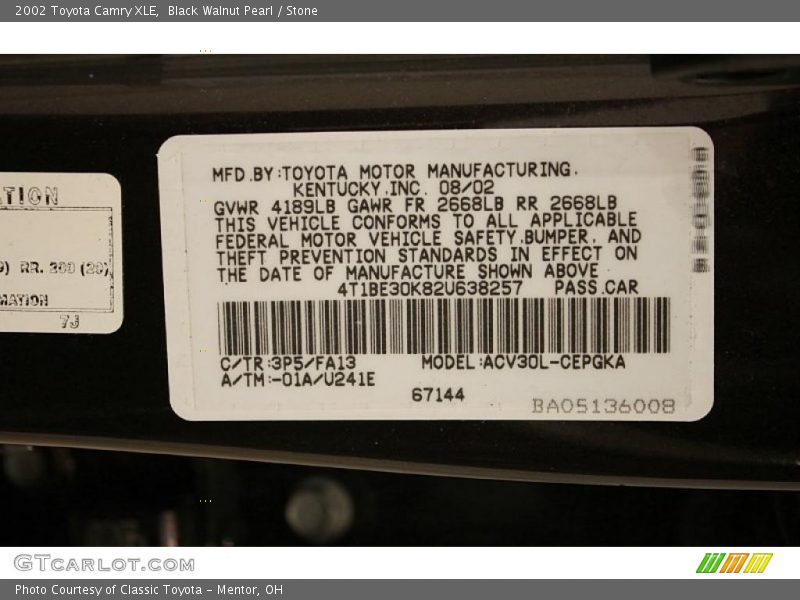 2002 Toyota Camry XLE,  Black Walnut Pearl / Stone
MFD.BY:TOYOTA MOTOR MANUFACTURING.
KENTUCKY.INC. 08/02
GVWR 4189LB GAWR FR 2668LB RR 2668LB
THIS VEHICLE CONFORMS TO ALL APPLICABLE
FEDERAL MOTOR VEHICLE SAFETY.BUMPER. AND
THEFT PREVENTION STANDARDS IN EFFECT ON
THE DATE OF MANUFACTURE SHOWN ABOVE
4T1BE30K82U638257 PASS.CAR
C/TR:3P5/FA13 MODEL:ACV30L-CEPGKA
A/TM:-01A/U241E
67144
BA05136008
RR.
7J
GTCARLOT.COM
Photo Courtesy of Classic Toyota - Mentor, OH